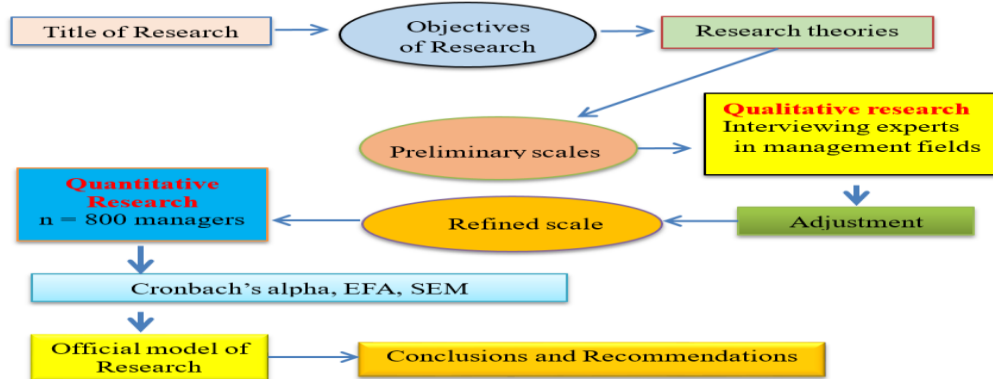 Title of Research
Objectives
of Research
Research theories
Preliminary scales
Qualitative research
Interviewing experts
in management fields
Quantitative
Research
n = 800 managers
Refined scale
Adjustment
Cronbach's alpha, EFA, SEM
Official model of
Research
Conclusions and Recommendations